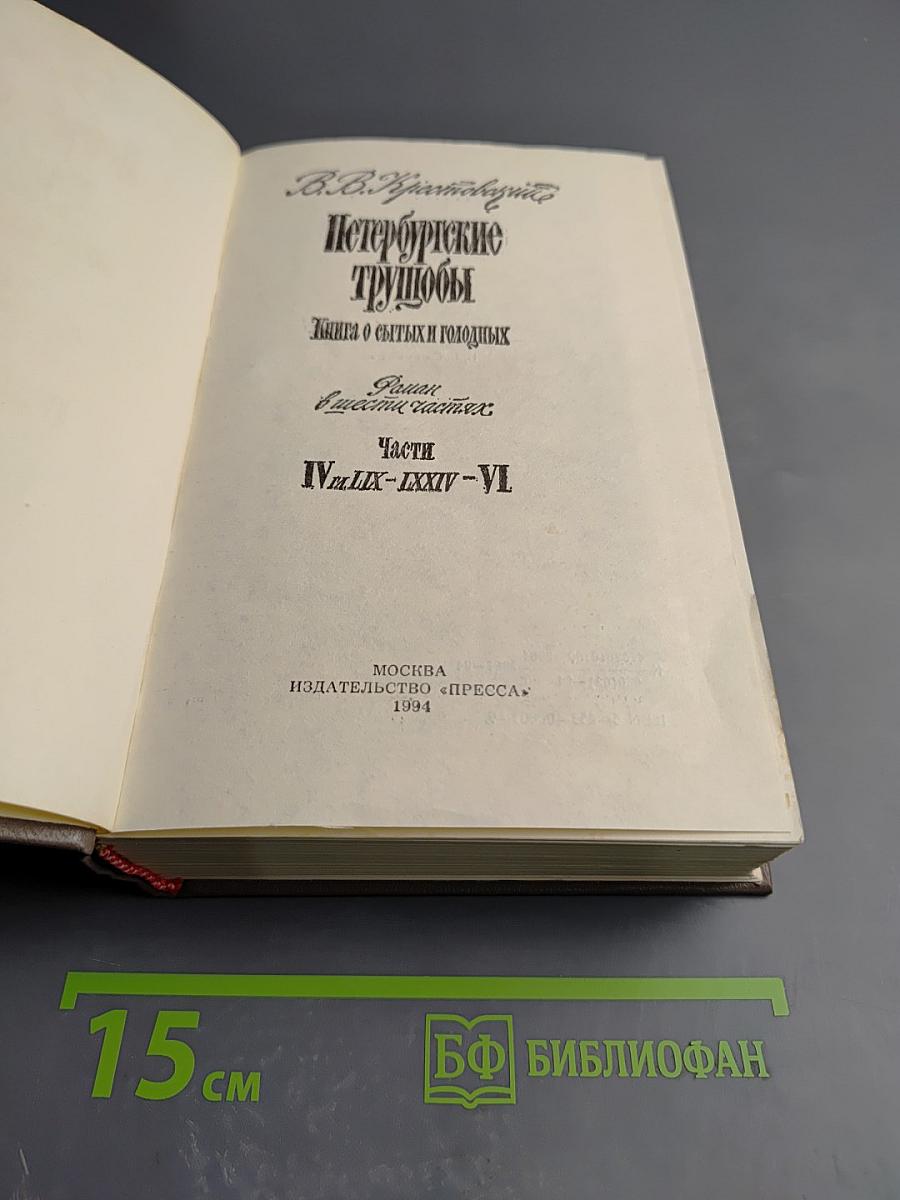 В.В.Крестовский
Петербургские
трущобы
Книга о сытых и голодных
Роман
в шести частях
Части
IV гл. LIX - LXXIV - VI
МОСКВА
ИЗДАТЕЛЬСТВО «ПРЕССА»
1994
15 см
БФ БИБЛИОФАН